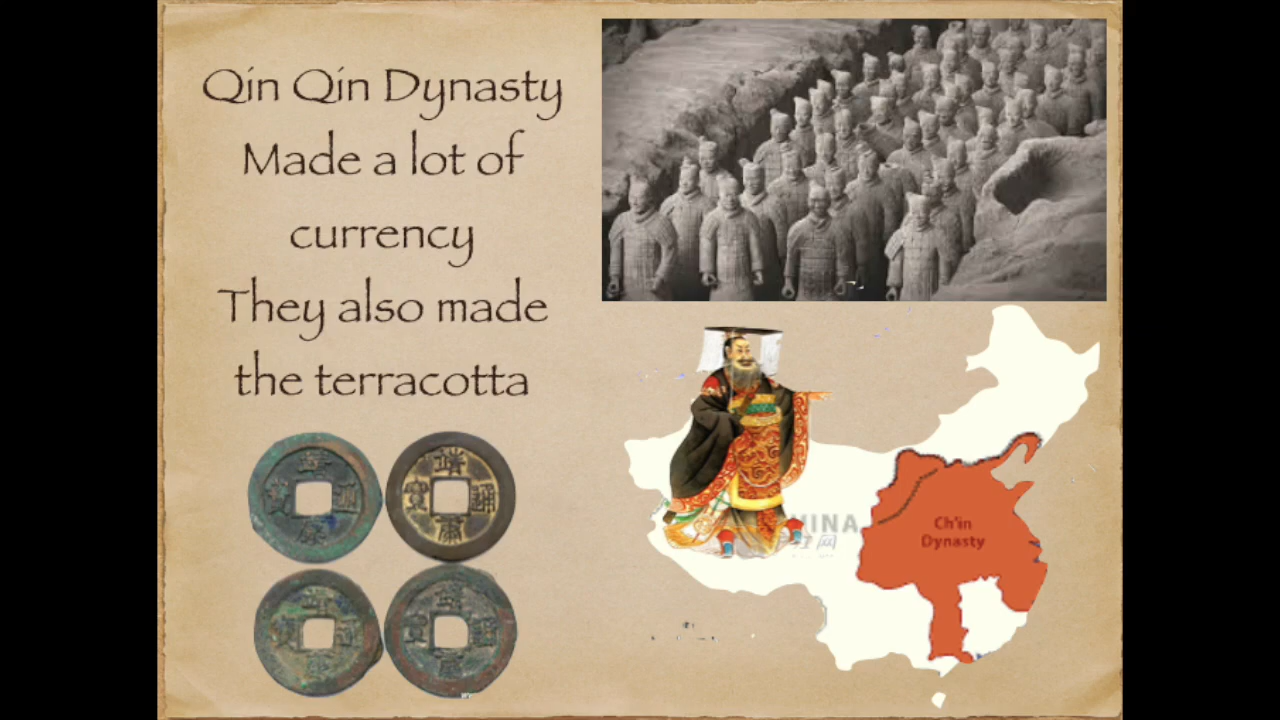 Qin Qin Dynasty
Made a lot of
currency
They also made
the terracotta
Ch'in
Dynasty